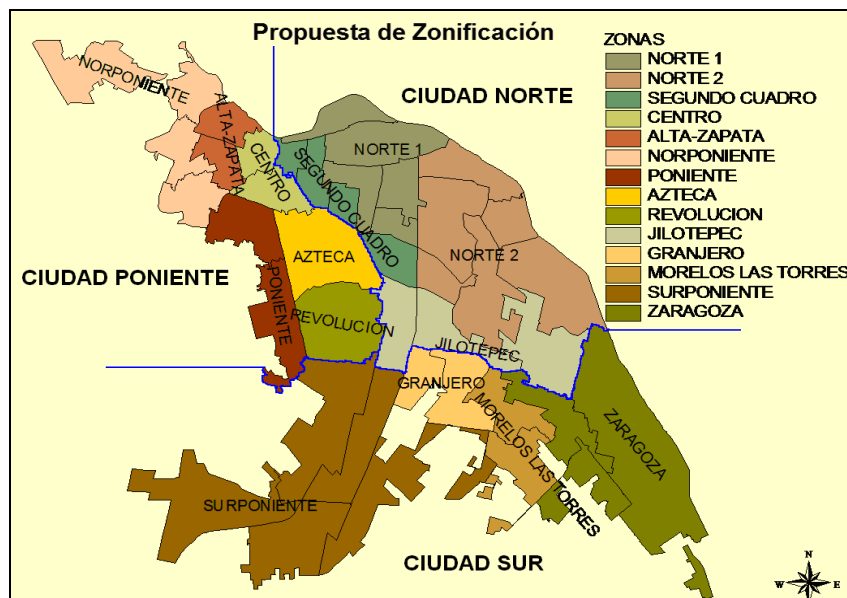 Propuesta de Zonificación
ZONAS
NORTE 1
NORTE 2
SEGUNDO CUADRO
CENTRO
ALTA-ZAPATA
NORPONIENTE
PONIENTE
AZTECA
REVOLUCION
JILOTEPEC
GRANJERO
MORELOS LAS TORRES
SURPONIENTE
ZARAGOZA
CIUDAD NORTE
NORPONIENTE
ALTA-ZAPATA
CENTRO
SEGUNDO CUADRO
NORTE 1
NORTE 2
CIUDAD PONIENTE
AZTECA
PONIENTE
REVOLUCIÓN
JILOTEPEC
GRANJERO
MORELOS LAS TORRES
ZARAGOZA
SURPONIENTE
CIUDAD SUR
N
W E
S